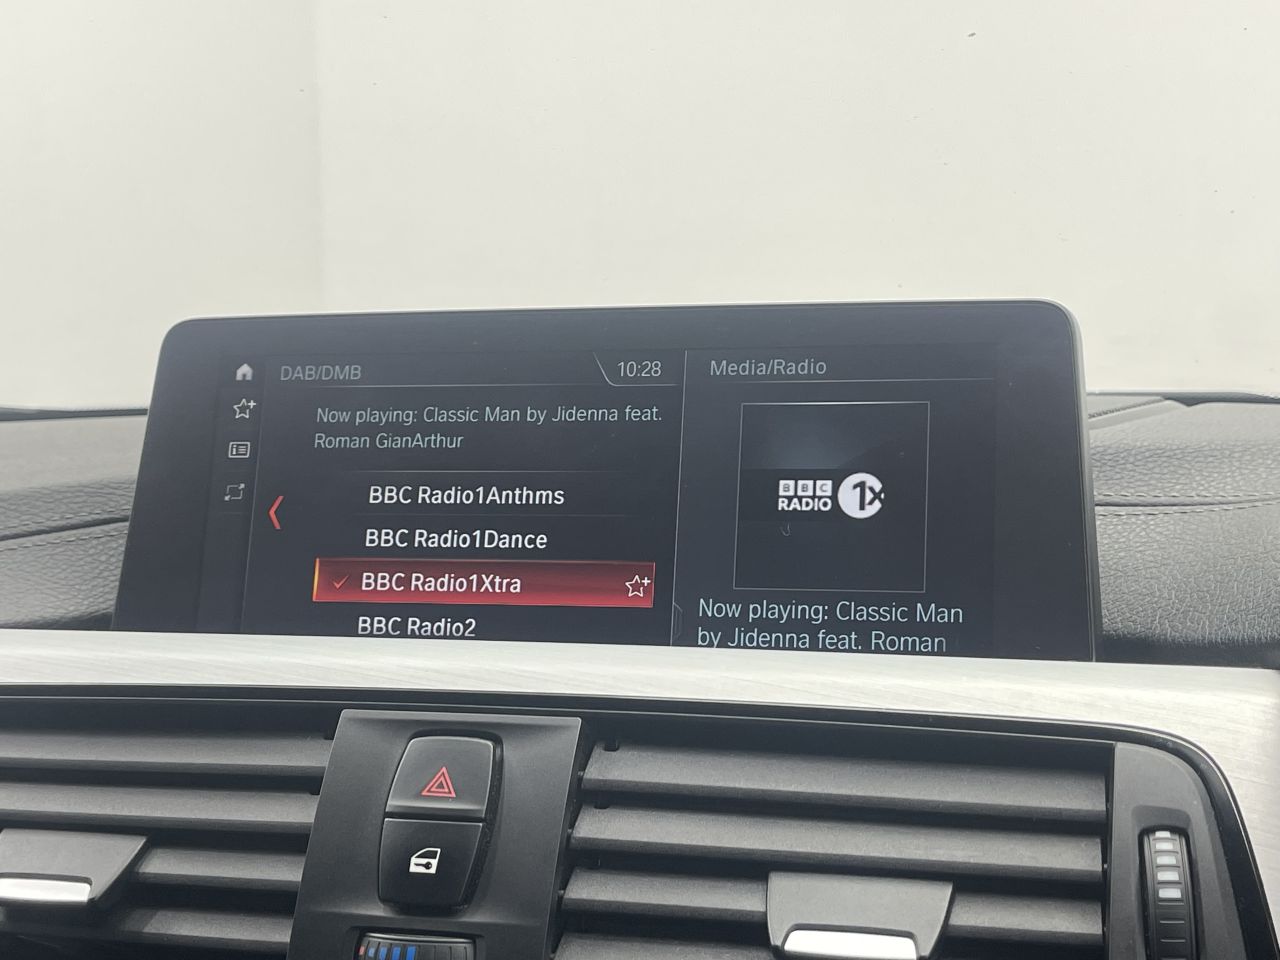 DAB/DMB
10:28
Now playing: Classic Man by Jidenna feat.
Roman GianArthur
BBC Radio1Anthms
BBC Radio1Dance
BBC Radio1Xtra
BBC Radio2
Media/Radio
BBC
RADIO 1x
Now playing: Classic Man
by Jidenna feat. Roman